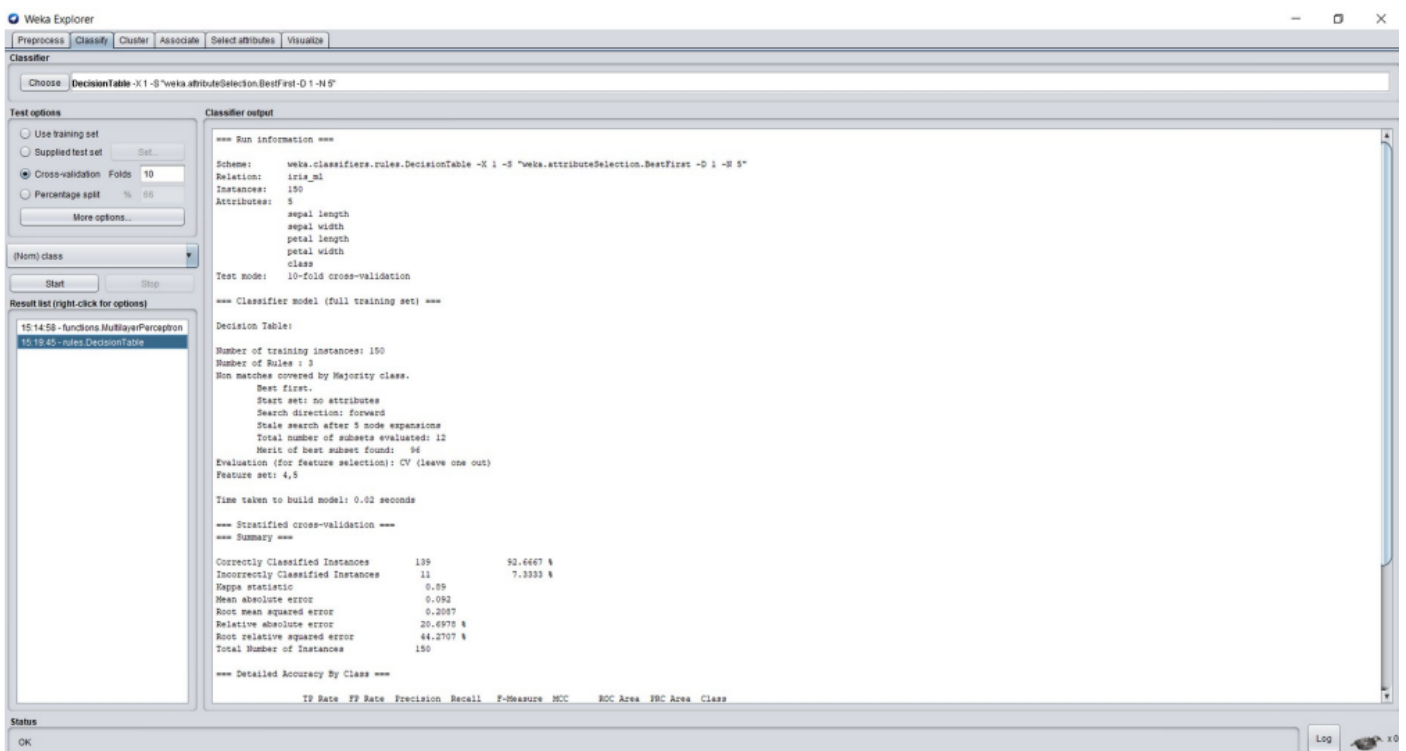 Weka Explorer
Preprocess Classify Cluster Associate Select attributes Visualize
Classifier
Choose DecisionTable -X 1 -S "weka.attributeSelection.BestFirst -D 1 -N 5"
Test options
Use training set
Supplied test set Set...
Cross-validation Folds 10
Percentage split % 66
More options...
(Nom) class
Start Stop
Result list (right-click for options)
15:14:58 - functions.MultilayerPerceptron
15:19:45 - rules.DecisionTable
Classifier output
=== Run information ===
Scheme: weka.classifiers.rules.DecisionTable -X 1 -S "weka.attributeSelection.BestFirst -D 1 -N 5"
Relation: iris_ml
Instances: 150
Attributes: 5
sepal length
sepal width
petal length
petal width
class
Test mode: 10-fold cross-validation
=== Classifier model (full training set) ===
Decision Table:
Number of training instances: 150
Number of Rules : 3
Non matches covered by Majority class.
Best first.
Start set: no attributes
Search direction: forward
Stale search after 5 node expansions
Total number of subsets evaluated: 12
Merit of best subset found: 96
Evaluation (for feature selection): CV (leave one out)
Feature set: 4,5
Time taken to build model: 0.02 seconds
=== Stratified cross-validation ===
=== Summary ===
Correctly Classified Instances 139 92.6667 %
Incorrectly Classified Instances 11 7.3333 %
Kappa statistic 0.89
Mean absolute error 0.092
Root mean squared error 0.2087
Relative absolute error 20.6978 %
Root relative squared error 44.2707 %
Total Number of Instances 150
=== Detailed Accuracy By Class ===
TP Rate FP Rate Precision Recall F-Measure MCC ROC Area PRC Area Class
Status
OK
Log
x 0